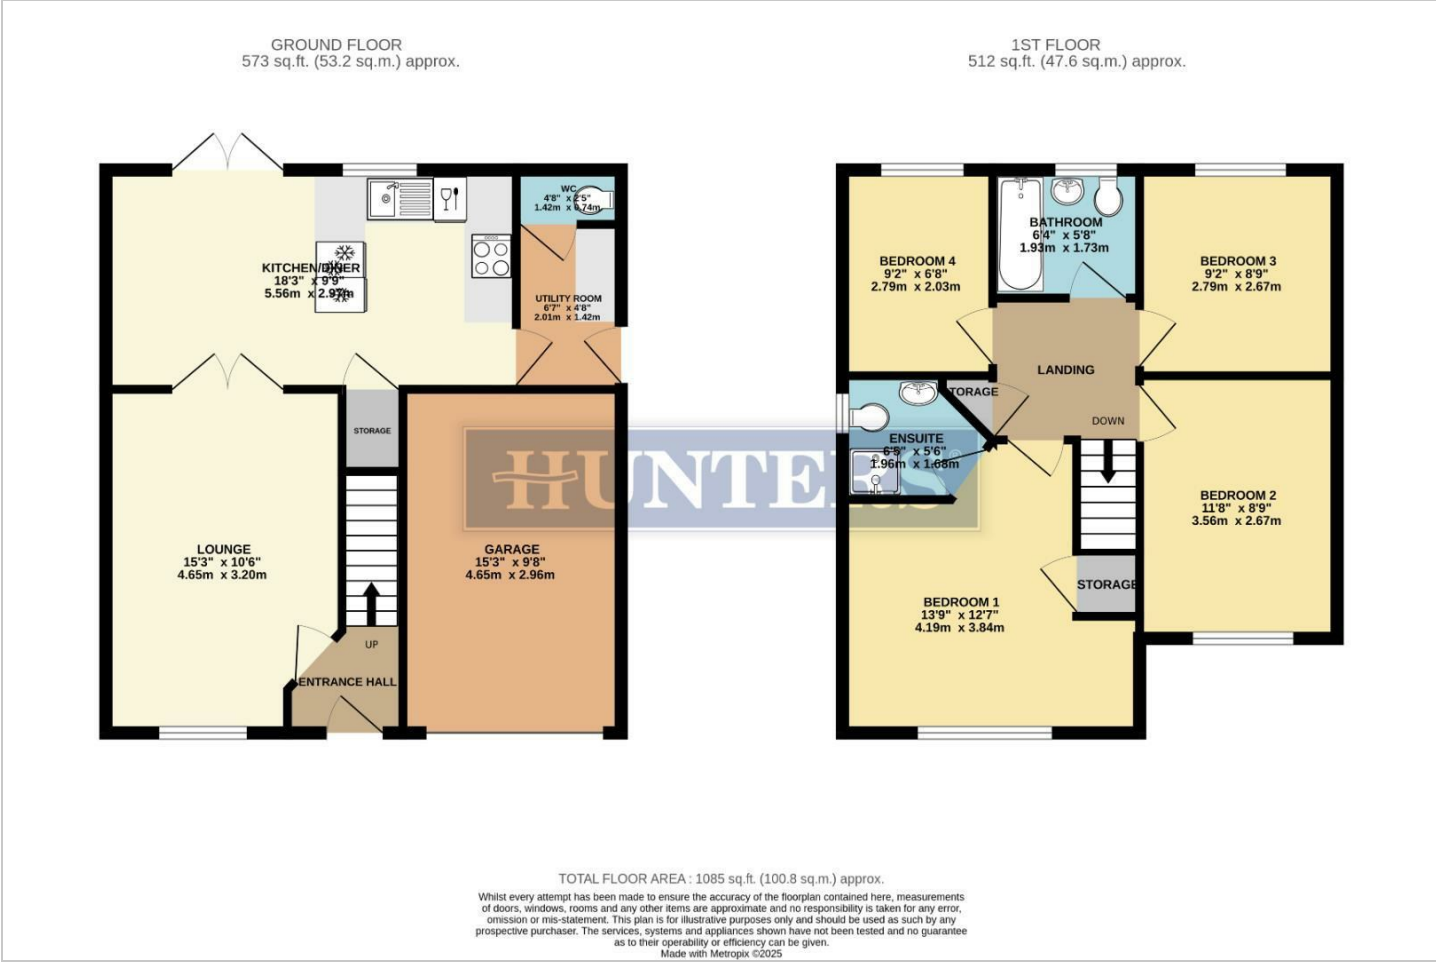 GROUND FLOOR
573 sq.ft. (53.2 sq.m.) approx.
1ST FLOOR
512 sq.ft. (47.6 sq.m.) approx.
WC
4'8" x 2'5"
1.42m x 0.74m
KITCHEN/DINER
18'3" x 9'9"
5.56m x 2.97m
UTILITY ROOM
6'7" x 4'8"
2.01m x 1.42m
STORAGE
LOUNGE
15'3" x 10'6"
4.65m x 3.20m
GARAGE
15'3" x 9'8"
4.65m x 2.96m
UP
ENTRANCE HALL
BEDROOM 4
9'2" x 6'8"
2.79m x 2.03m
BATHROOM
6'4" x 5'8"
1.93m x 1.73m
BEDROOM 3
9'2" x 8'9"
2.79m x 2.67m
LANDING
STORAGE
DOWN
ENSUITE
6'5" x 5'6"
1.96m x 1.68m
BEDROOM 2
11'8" x 8'9"
3.56m x 2.67m
STORAGE
BEDROOM 1
13'9" x 12'7"
4.19m x 3.84m
HUNTERS®
TOTAL FLOOR AREA : 1085 sq.ft. (100.8 sq.m.) approx.
Whilst every attempt has been made to ensure the accuracy of the floorplan contained here, measurements
of doors, windows, rooms and any other items are approximate and no responsibility is taken for any error,
omission or mis-statement. This plan is for illustrative purposes only and should be used as such by any
prospective purchaser. The services, systems and appliances shown have not been tested and no guarantee
as to their operability or efficiency can be given.
Made with Metropix ©2025